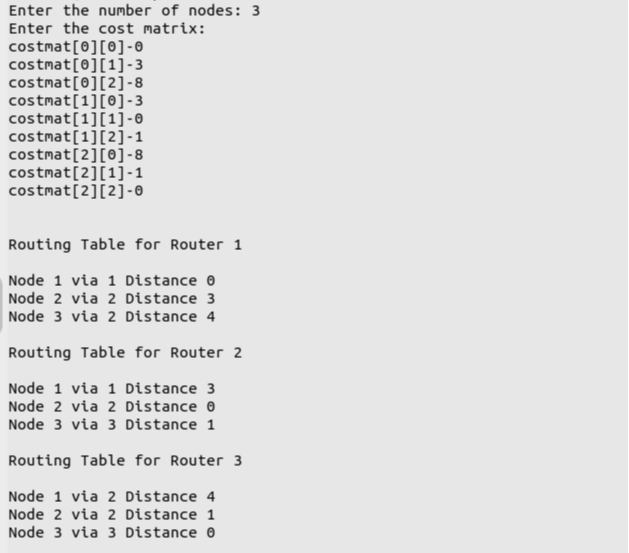 Enter the number of nodes: 3
Enter the cost matrix:
costmat[0][0]-0
costmat[0][1]-3
costmat[0][2]-8
costmat[1][0]-3
costmat[1][1]-0
costmat[1][2]-1
costmat[2][0]-8
costmat[2][1]-1
costmat[2][2]-0
Routing Table for Router 1
Node 1 via 1 Distance 0
Node 2 via 2 Distance 3
Node 3 via 2 Distance 4
Routing Table for Router 2
Node 1 via 1 Distance 3
Node 2 via 2 Distance 0
Node 3 via 3 Distance 1
Routing Table for Router 3
Node 1 via 2 Distance 4
Node 2 via 2 Distance 1
Node 3 via 3 Distance 0